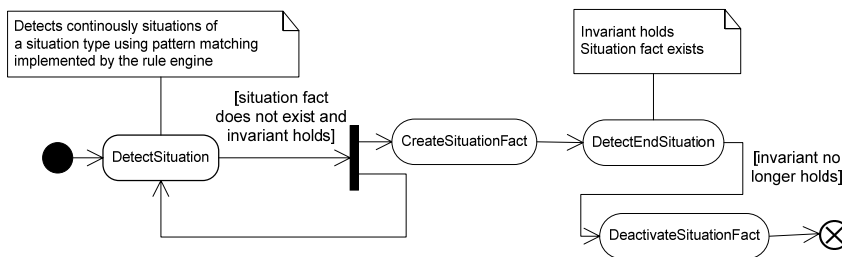 Detects continously situations of
a situation type using pattern matching
implemented by the rule engine
Invariant holds
Situation fact exists
[situation fact
does not exist and
invariant holds]
DetectSituation
CreateSituationFact
DetectEndSituation
[invariant no
longer holds]
DeactivateSituationFact